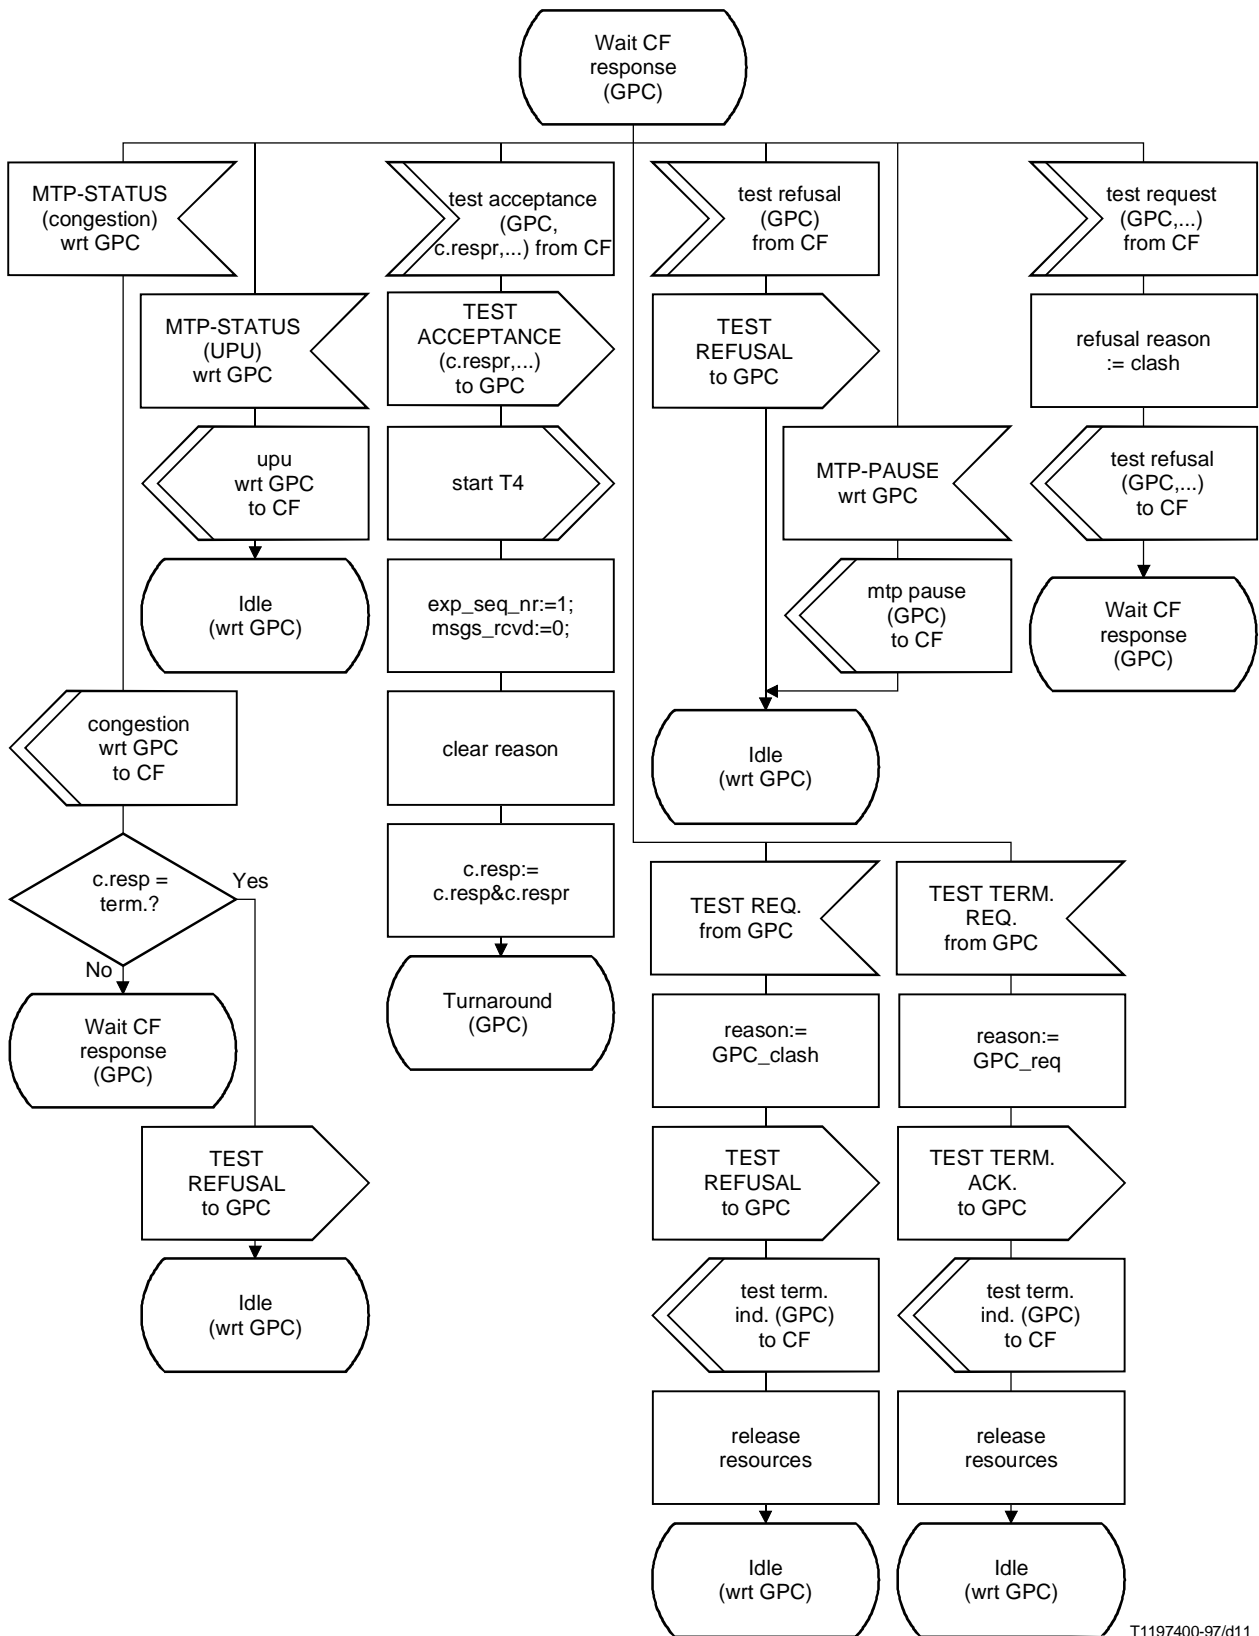 Wait CF
response
(GPC)
MTP-STATUS
(congestion)
wrt GPC
test acceptance
(GPC,
c.respr,...) from CF
test refusal
(GPC)
from CF
test request
(GPC,...)
from CF
MTP-STATUS
(UPU)
wrt GPC
TEST
ACCEPTANCE
(c.respr,...)
to GPC
TEST
REFUSAL
to GPC
refusal reason
:= clash
upu
wrt GPC
to CF
start T4
MTP-PAUSE
wrt GPC
test refusal
(GPC,...)
to CF
Idle
(wrt GPC)
exp_seq_nr:=1;
msgs_rcvd:=0;
mtp pause
(GPC)
to CF
Wait CF
response
(GPC)
congestion
wrt GPC
to CF
clear reason
Idle
(wrt GPC)
c.resp =
term.?
Yes
No
c.resp:=
c.resp&c.respr
TEST REQ.
from GPC
TEST TERM.
REQ.
from GPC
Wait CF
response
(GPC)
Turnaround
(GPC)
reason:=
GPC_clash
reason:=
GPC_req
TEST
REFUSAL
to GPC
TEST
REFUSAL
to GPC
TEST TERM.
ACK.
to GPC
Idle
(wrt GPC)
test term.
ind. (GPC)
to CF
test term.
ind. (GPC)
to CF
release
resources
release
resources
Idle
(wrt GPC)
Idle
(wrt GPC)
T1197400-97/d11